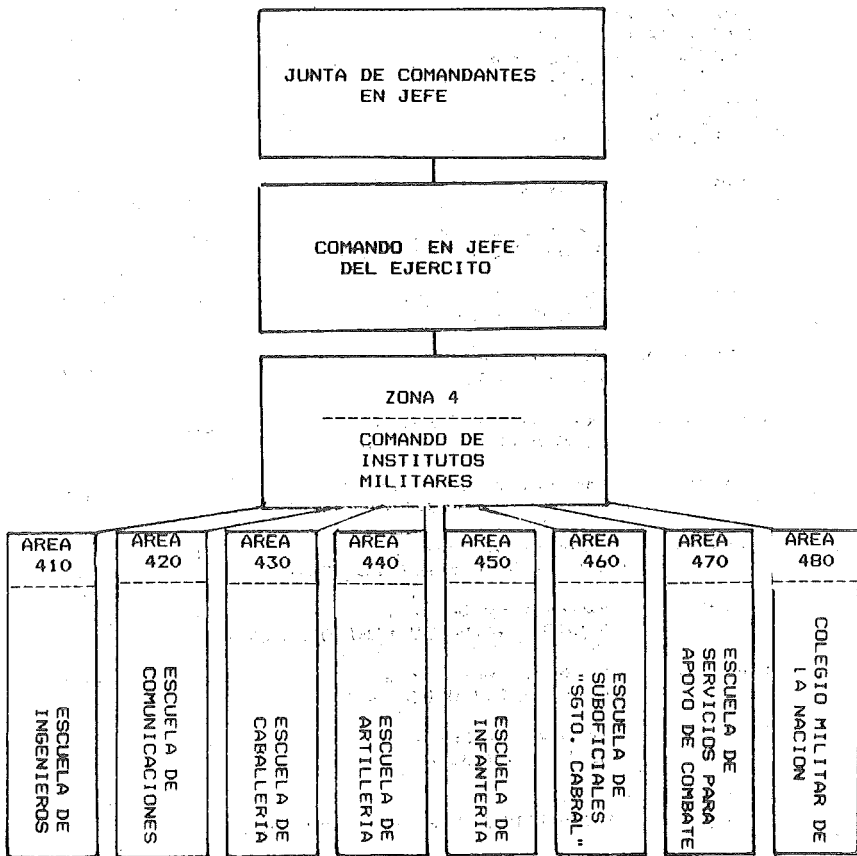 JUNTA DE COMANDANTES
EN JEFE
COMANDO EN JEFE
DEL EJERCITO
ZONA 4
COMANDO DE
INSTITUTOS
MILITARES
AREA
410
ESCUELA DE
INGENIEROS
AREA
420
ESCUELA DE
COMUNICACIONES
AREA
430
ESCUELA DE
CABALLERIA
AREA
440
ESCUELA DE
ARTILLERIA
AREA
450
ESCUELA DE
INFANTERIA
AREA
460
ESCUELA DE
SUBOFICIALES
"SGTO. CABRAL"
AREA
470
ESCUELA DE
SERVICIOS PARA
APOYO DE COMBATE
AREA
480
COLEGIO MILITAR DE
LA NACION